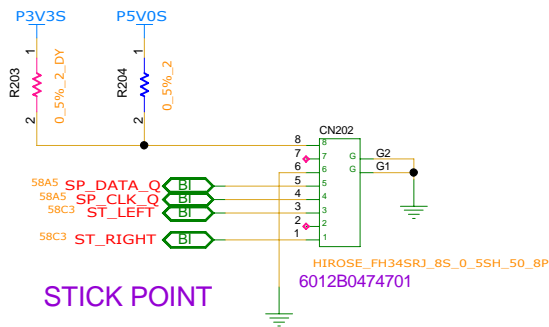 P3V3S P5V0S
1 1
R203 0_5%_2_DY R204 0_5%_2
2 2
CN202
8 8
7 7 G G2
6 6 G G1
58A5 SP_DATA_Q BI 5 5
58A5 SP_CLK_Q BI 4 4
58C3 ST_LEFT BI 3 3
2 2
58C3 ST_RIGHT BI 1 1
HIROSE_FH34SRJ_8S_0_5SH_50_8P
6012B0474701
STICK POINT